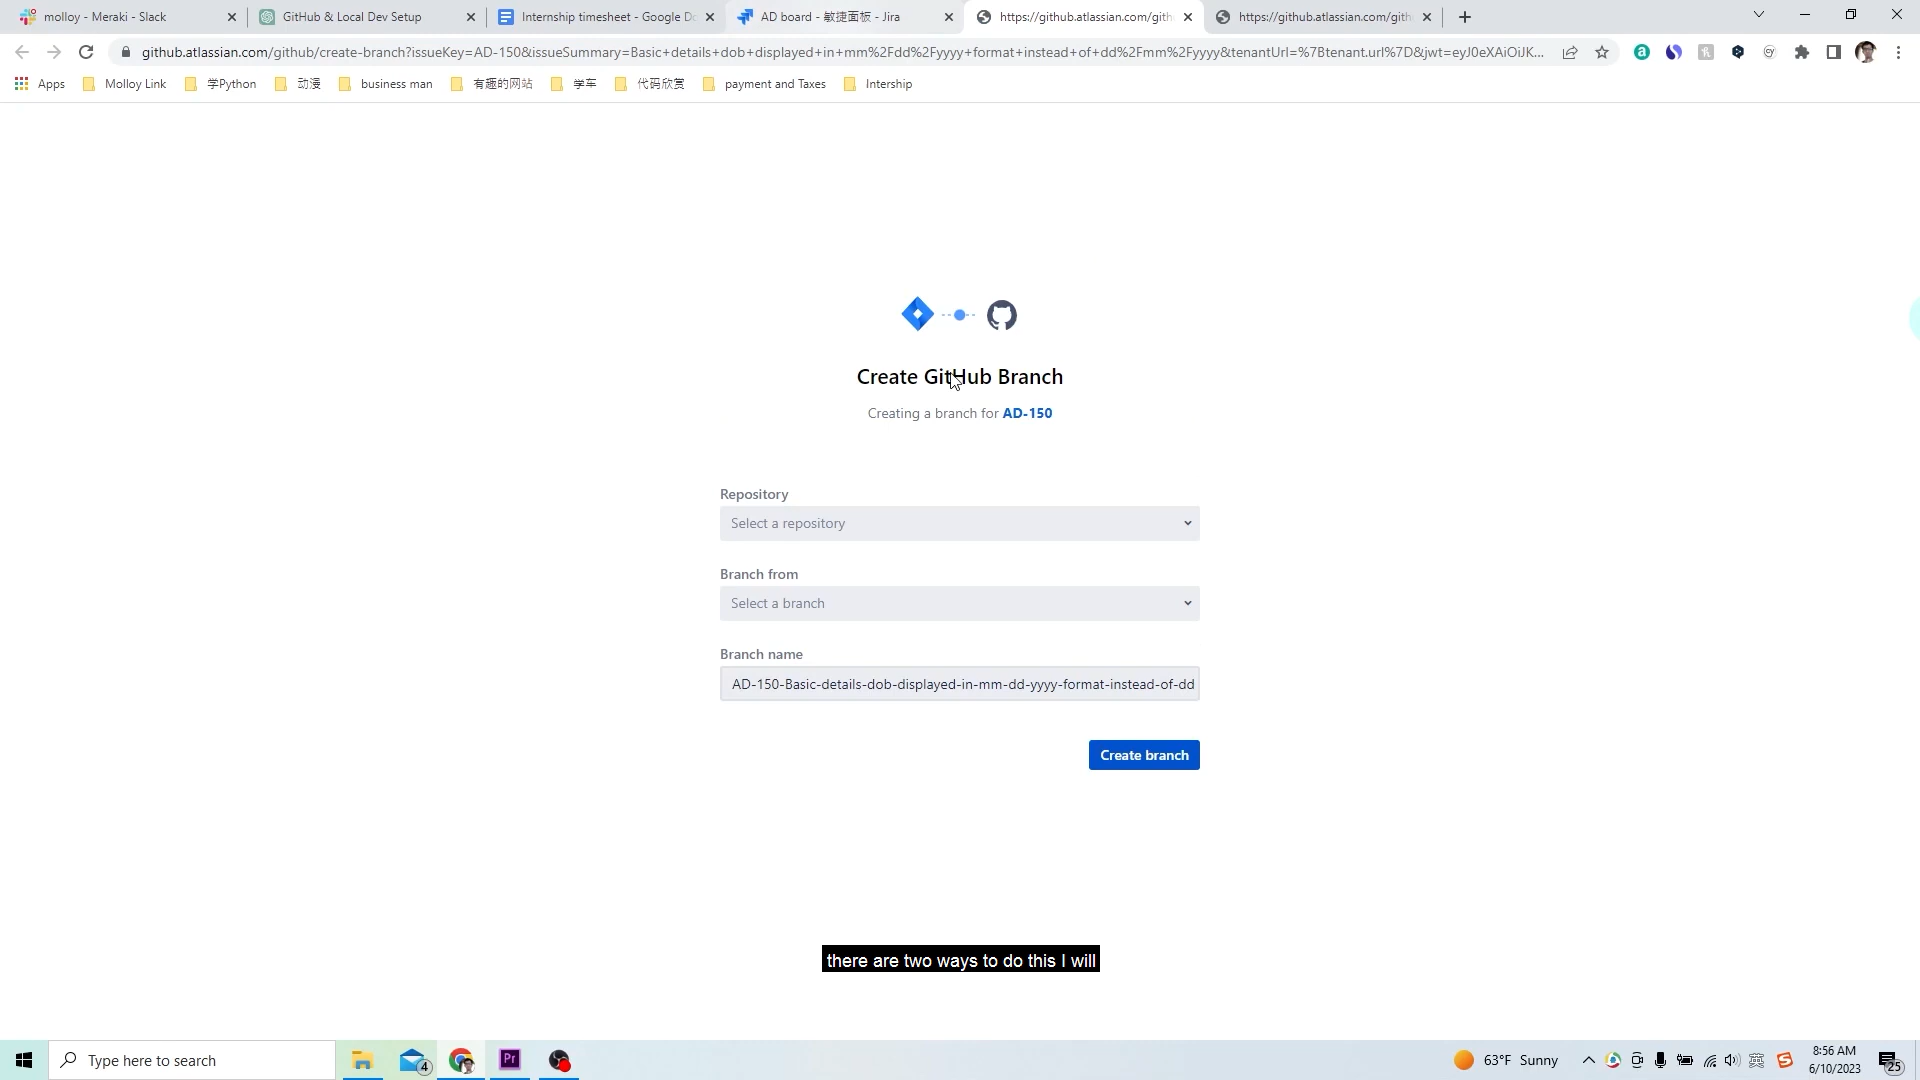 molloy - Meraki - Slack
GitHub & Local Dev Setup
Internship timesheet - Google Do
AD board - 敏捷面板 - Jira
https://github.atlassian.com/gith
https://github.atlassian.com/gith
github.atlassian.com/github/create-branch?issueKey=AD-150&issueSummary=Basic+details+dob+displayed+in+mm%2Fdd%2Fyyyy+format+instead+of+dd%2Fmm%2Fyyyy&tenantUrl=%7Btenant.url%7D&jwt=eyJ0eXAiOiJK...
Apps
Molloy Link
学Python
动漫
business man
有趣的网站
学车
代码欣赏
payment and Taxes
Intership
Create GitHub Branch
Creating a branch for AD-150
Repository
Select a repository
Branch from
Select a branch
Branch name
AD-150-Basic-details-dob-displayed-in-mm-dd-yyyy-format-instead-of-dd
Create branch
there are two ways to do this I will
Type here to search
4
Pr
63°F Sunny
英
8:56 AM
6/10/2023
25